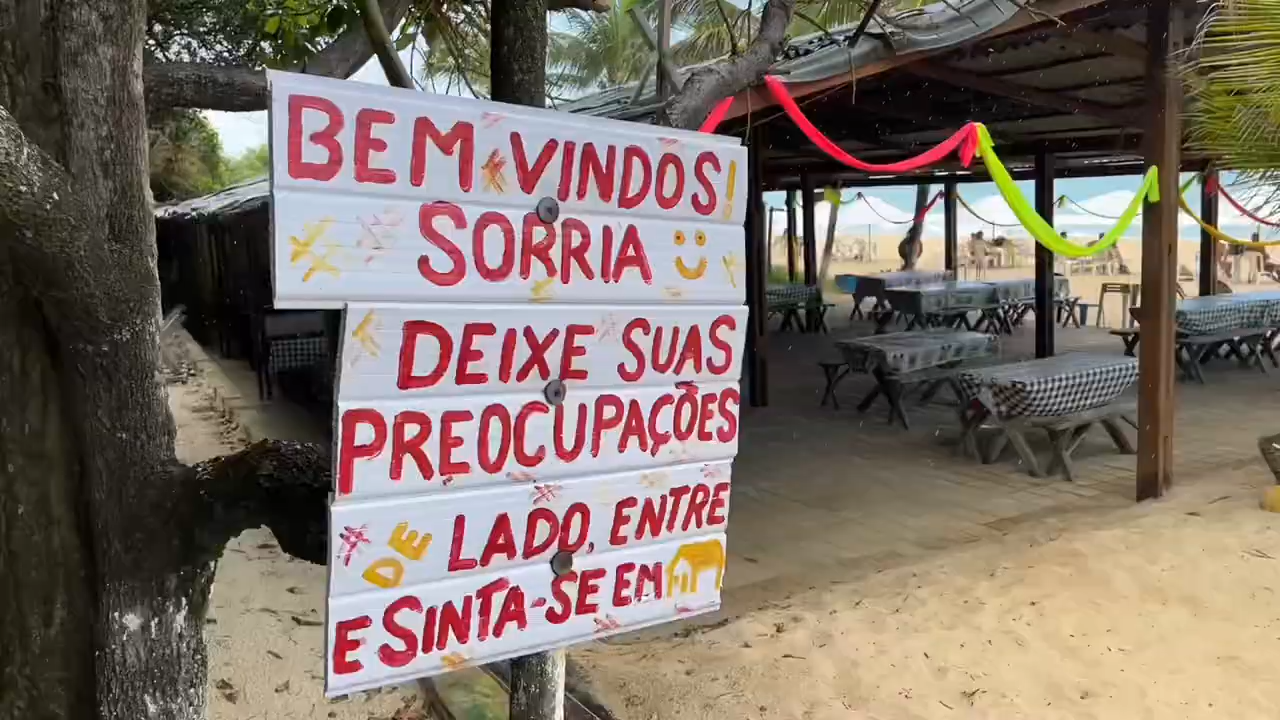 BEM VINDOS!
SORRIA
DEIXE SUAS
PREOCUPAÇÕES
DE LADO, ENTRE
E SINTA-SE EM